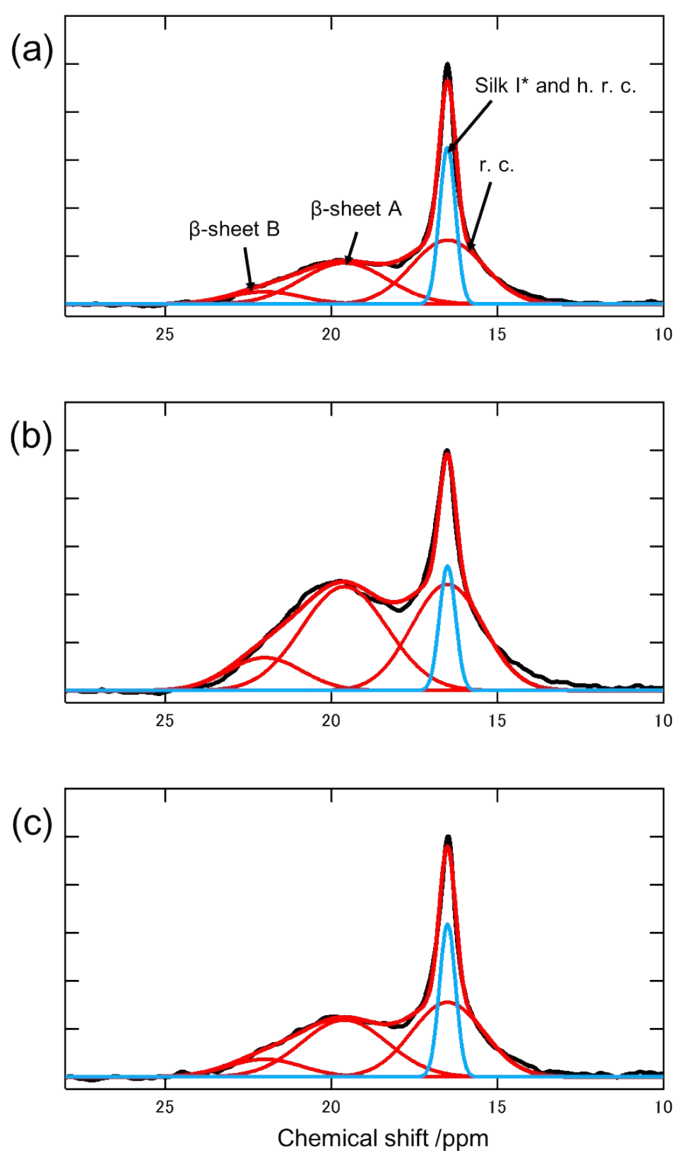 (a)
Silk I* and h. r. c.
r. c.
β-sheet A
β-sheet B
25 20 15 10
(b)
25 20 15 10
(c)
25 20 15 10
Chemical shift /ppm